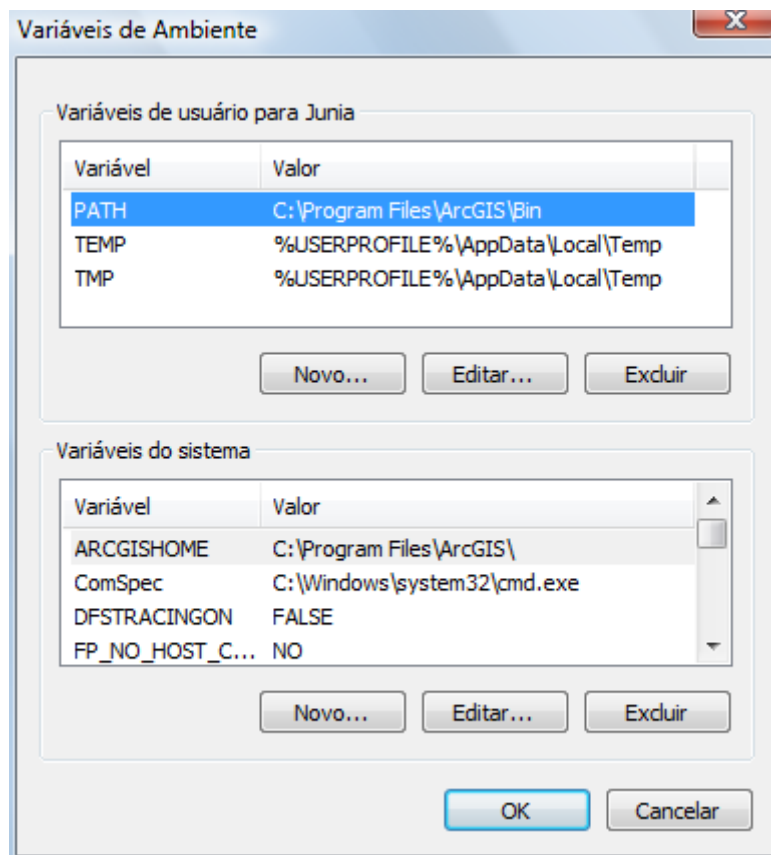 Variáveis de Ambiente
Variáveis de usuário para Junia
Variável Valor
PATH C:\Program Files\ArcGIS\Bin
TEMP %USERPROFILE%\AppData\Local\Temp
TMP %USERPROFILE%\AppData\Local\Temp
Novo... Editar... Excluir
Variáveis do sistema
Variável Valor
ARCGISHOME C:\Program Files\ArcGIS\
ComSpec C:\Windows\system32\cmd.exe
DFSTRACINGON FALSE
FP_NO_HOST_C... NO
Novo... Editar... Excluir
OK Cancelar